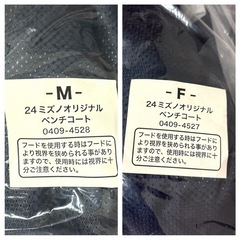 - M -
24ミズノオリジナル
ベンチコート
0409-4528
フードを使用する時はフードに
より視界を狭められる事があり
ますので、使用時には視界に十
分ご注意ください。
- F -
24ミズノオリジナル
ベンチコート
0409-4527
フードを使用する時はフードに
より視界を狭められる事があり
ますので、使用時には視界に十
分ご注意ください。